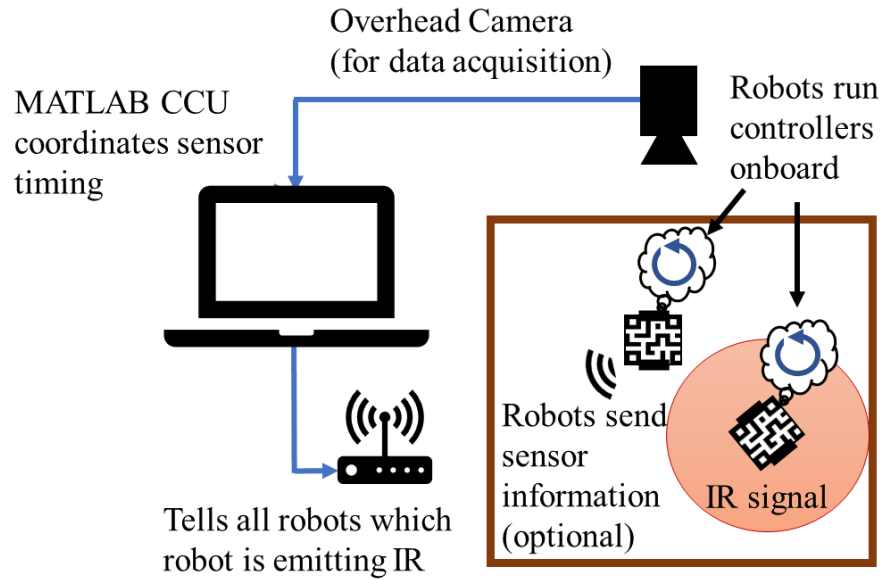 Overhead Camera
(for data acquisition)
MATLAB CCU
coordinates sensor
timing
Robots run
controllers
onboard
Robots send
sensor
information
(optional)
IR signal
Tells all robots which
robot is emitting IR